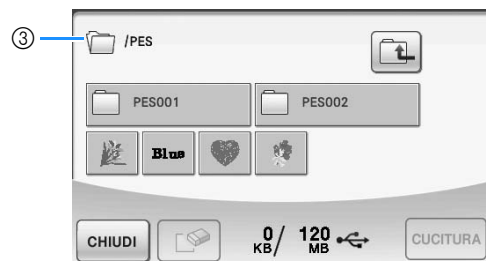 ③ /PES
PES001 PES002
Blue
CHIUDI 0 KB / 120 MB CUCITURA